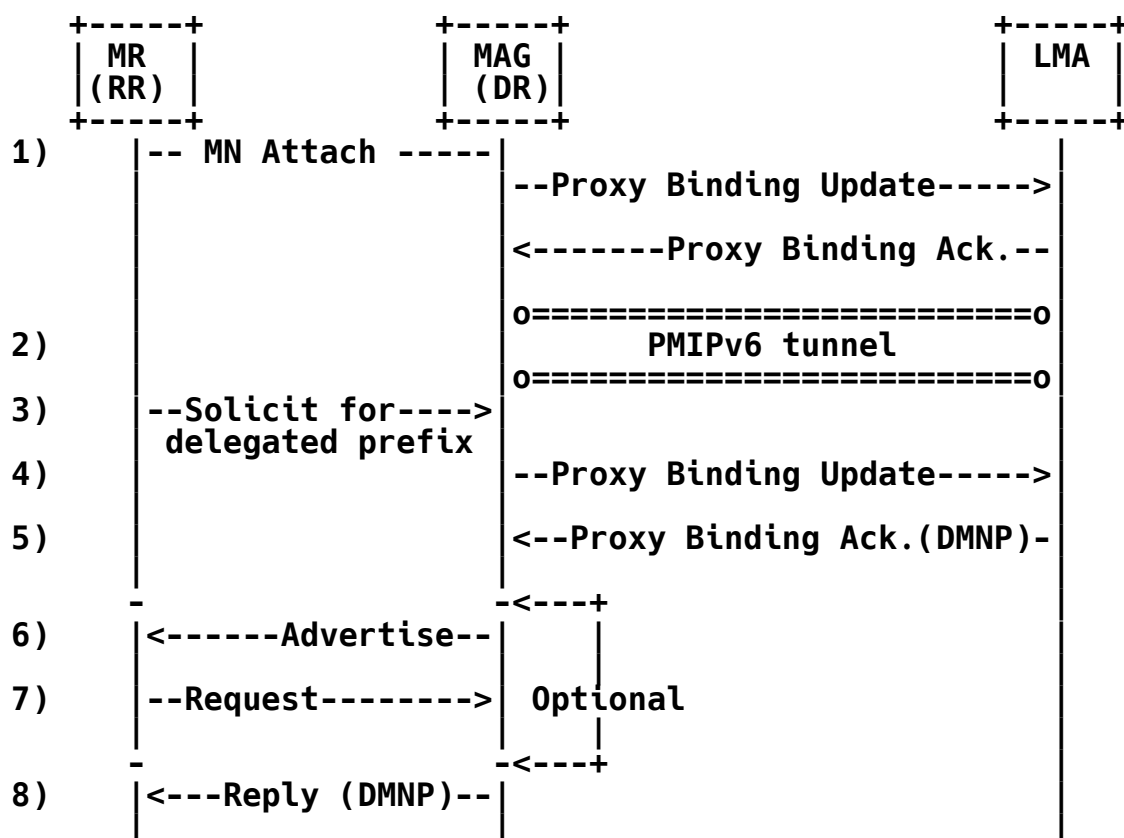 +-----+            +-----+                      +-----+
| MR  |            | MAG |                      | LMA |
|(RR) |            | (DR)|                      |     |
+-----+            +-----+                      +-----+
1)    |-- MN Attach -----|                            |
      |                  |--Proxy Binding Update----->|
      |                  |<-------Proxy Binding Ack.--|
      |                  |o==========================o|
2)    |                  |       PMIPv6 tunnel        |
      |                  |o==========================o|
3)    |--Solicit for---->|                            |
      | delegated prefix |                            |
4)    |                  |--Proxy Binding Update----->|
5)    |                  |<--Proxy Binding Ack.(DMNP)-|
      -                  -<---+                       |
6)    |<------Advertise--|    |                       |
7)    |--Request-------->| Optional                   |
      -                  -<---+                       |
8)    |<---Reply (DMNP)--|                            |